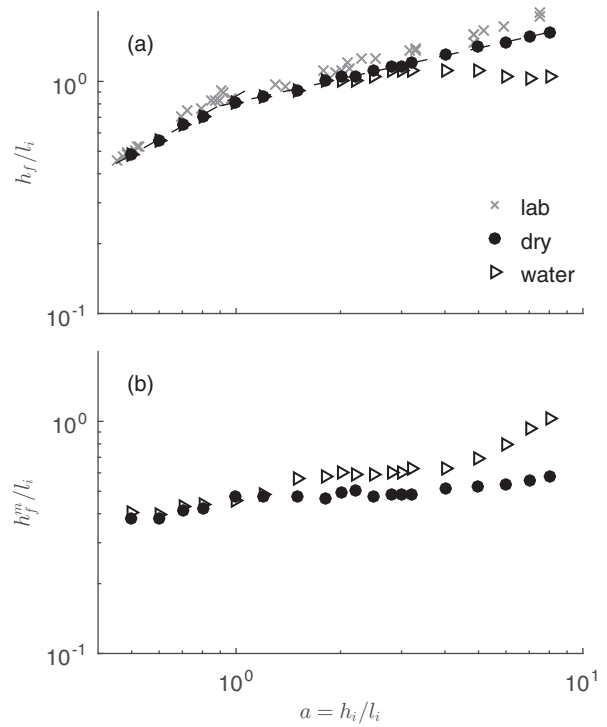 (a)
10^0
h_f/l_i
× lab
● dry
▷ water
10^{-1}
(b)
10^0
h_f^m/l_i
10^{-1}
10^0
10^1
a = h_i/l_i